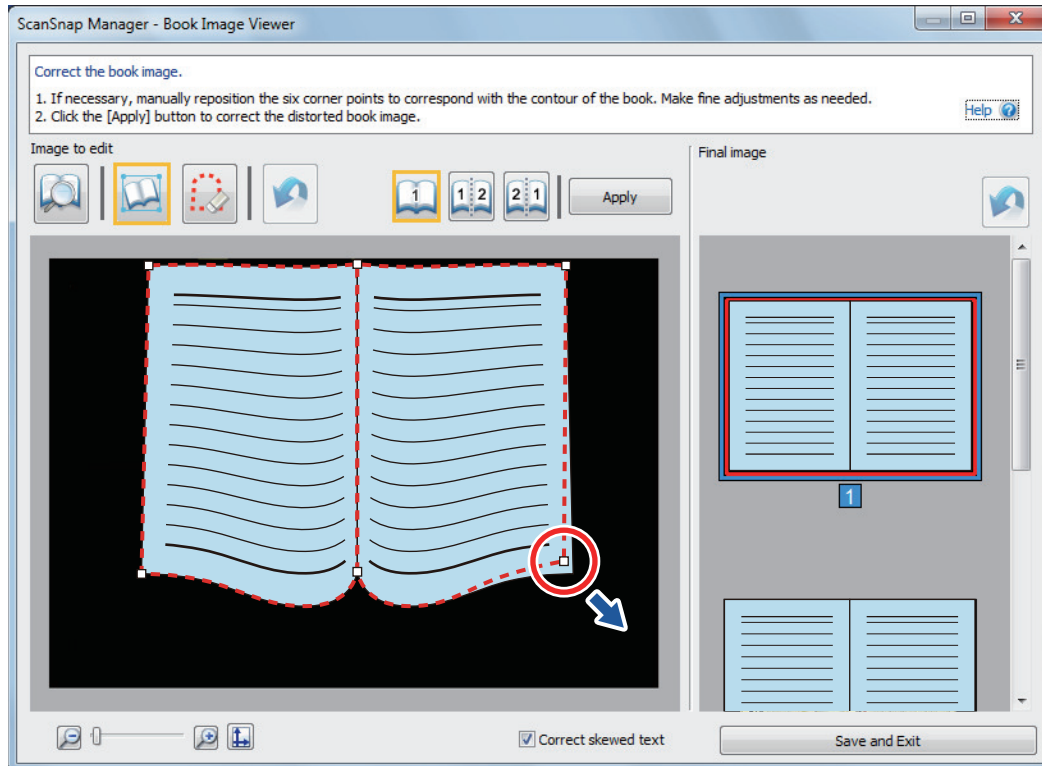 ScanSnap Manager - Book Image Viewer
X
Correct the book image.
1. If necessary, manually reposition the six corner points to correspond with the contour of the book. Make fine adjustments as needed.
2. Click the [Apply] button to correct the distorted book image.
Help ?
Image to edit
Final image
1
1 2
2 1
Apply
1
Correct skewed text
Save and Exit